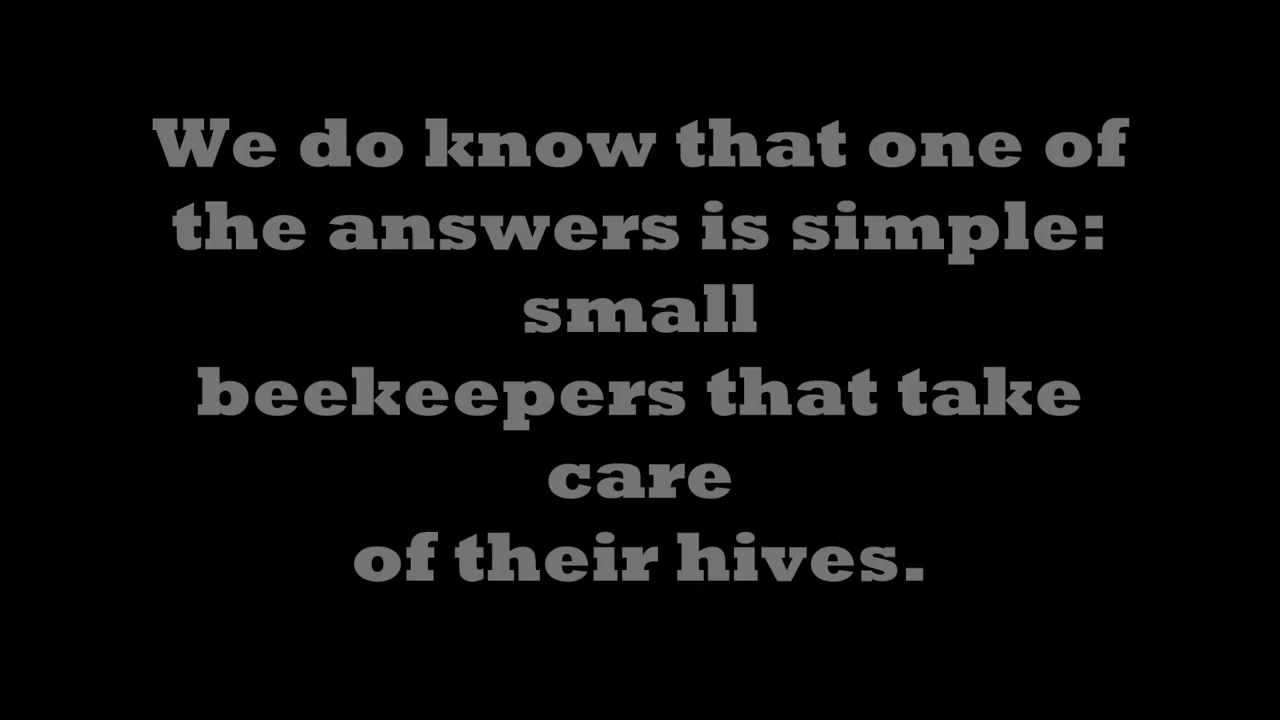 We do know that one of
the answers is simple:
small
beekeepers that take
care
of their hives.